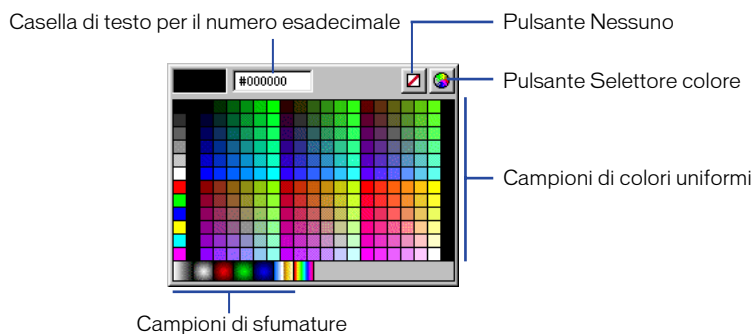 Casella di testo per il numero esadecimale
Pulsante Nessuno
#000000
Pulsante Selettore colore
Campioni di colori uniformi
Campioni di sfumature